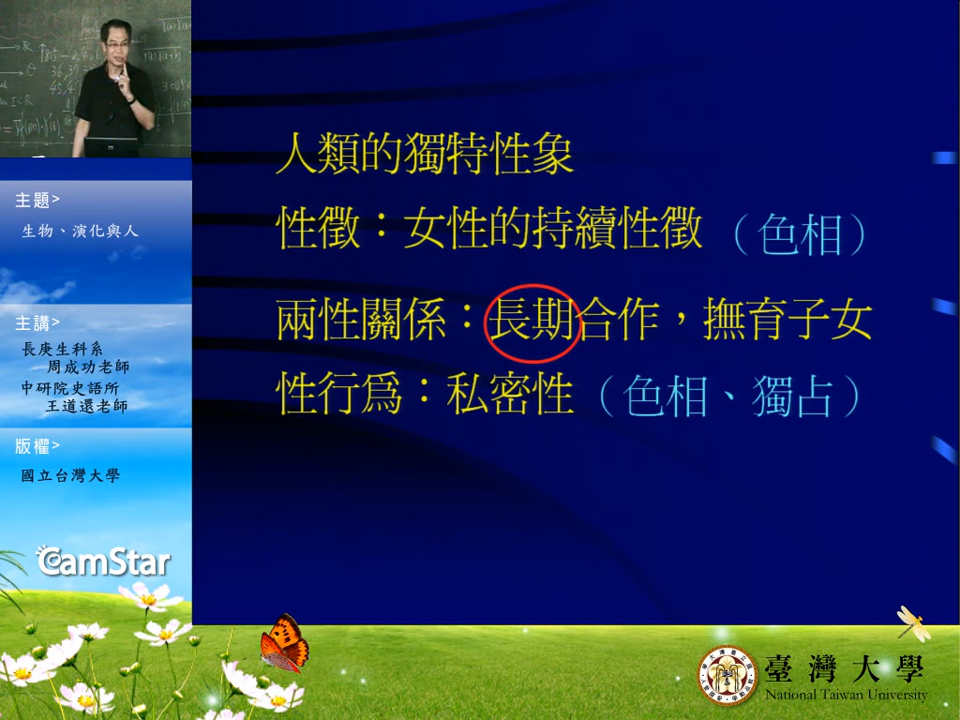 主題>
生物、演化與人
主講>
長庚生科系
周成功老師
中研院史語所
王道還老師
版權>
國立台灣大學
CamStar
人類的獨特性象
性徵：女性的持續性徵（色相）
兩性關係：長期合作，撫育子女
性行為：私密性（色相、獨占）
臺灣大學
National Taiwan University